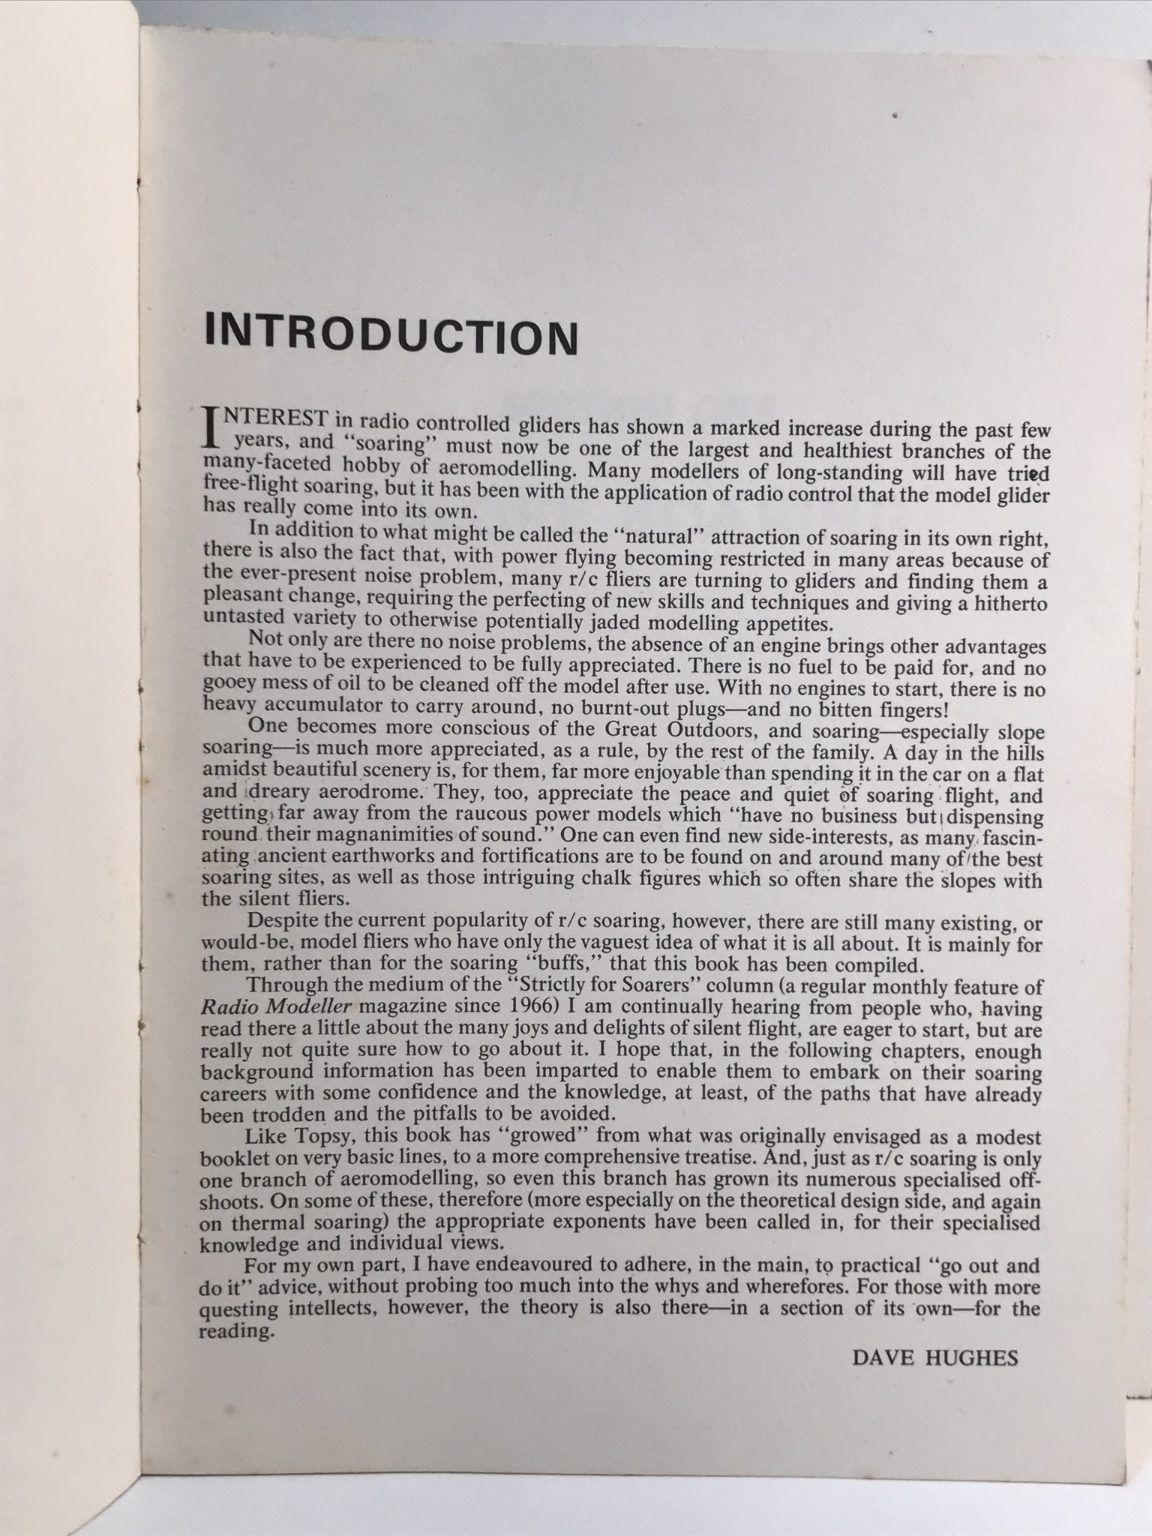 INTRODUCTION
INTEREST in radio controlled gliders has shown a marked increase during the past few
years, and "soaring" must now be one of the largest and healthiest branches of the
many-faceted hobby of aeromodelling. Many modellers of long-standing will have tried
free-flight soaring, but it has been with the application of radio control that the model glider
has really come into its own.
In addition to what might be called the "natural" attraction of soaring in its own right,
there is also the fact that, with power flying becoming restricted in many areas because of
the ever-present noise problem, many r/c fliers are turning to gliders and finding them a
pleasant change, requiring the perfecting of new skills and techniques and giving a hitherto
untasted variety to otherwise potentially jaded modelling appetites.
Not only are there no noise problems, the absence of an engine brings other advantages
that have to be experienced to be fully appreciated. There is no fuel to be paid for, and no
gooey mess of oil to be cleaned off the model after use. With no engines to start, there is no
heavy accumulator to carry around, no burnt-out plugs—and no bitten fingers!
One becomes more conscious of the Great Outdoors, and soaring—especially slope
soaring—is much more appreciated, as a rule, by the rest of the family. A day in the hills
amidst beautiful scenery is, for them, far more enjoyable than spending it in the car on a flat
and dreary aerodrome. They, too, appreciate the peace and quiet of soaring flight, and
getting far away from the raucous power models which "have no business but dispensing
round their magnanimities of sound." One can even find new side-interests, as many fascin-
ating ancient earthworks and fortifications are to be found on and around many of the best
soaring sites, as well as those intriguing chalk figures which so often share the slopes with
the silent fliers.
Despite the current popularity of r/c soaring, however, there are still many existing, or
would-be, model fliers who have only the vaguest idea of what it is all about. It is mainly for
them, rather than for the soaring "buffs," that this book has been compiled.
Through the medium of the "Strictly for Soarers" column (a regular monthly feature of
Radio Modeller magazine since 1966) I am continually hearing from people who, having
read there a little about the many joys and delights of silent flight, are eager to start, but are
really not quite sure how to go about it. I hope that, in the following chapters, enough
background information has been imparted to enable them to embark on their soaring
careers with some confidence and the knowledge, at least, of the paths that have already
been trodden and the pitfalls to be avoided.
Like Topsy, this book has "growed" from what was originally envisaged as a modest
booklet on very basic lines, to a more comprehensive treatise. And, just as r/c soaring is only
one branch of aeromodelling, so even this branch has grown its numerous specialised off-
shoots. On some of these, therefore (more especially on the theoretical design side, and again
on thermal soaring) the appropriate exponents have been called in, for their specialised
knowledge and individual views.
For my own part, I have endeavoured to adhere, in the main, to practical "go out and
do it" advice, without probing too much into the whys and wherefores. For those with more
questing intellects, however, the theory is also there—in a section of its own—for the
reading.
DAVE HUGHES